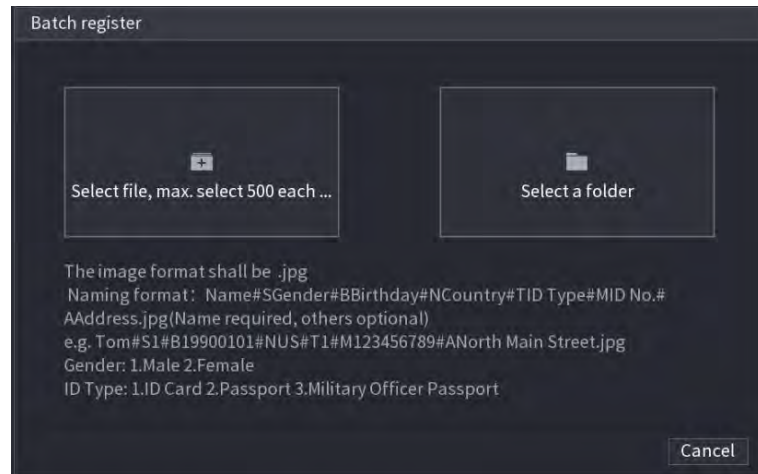 Batch register
Select file, max. select 500 each ...
Select a folder
The image format shall be .jpg
Naming format: Name#SGender#BBirthday#NCountry#TID Type#MID No.#
AAddress.jpg(Name required, others optional)
e.g. Tom#S1#B19900101#NUS#T1#M123456789#ANorth Main Street.jpg
Gender: 1.Male 2.Female
ID Type: 1.ID Card 2.Passport 3.Military Officer Passport
Cancel